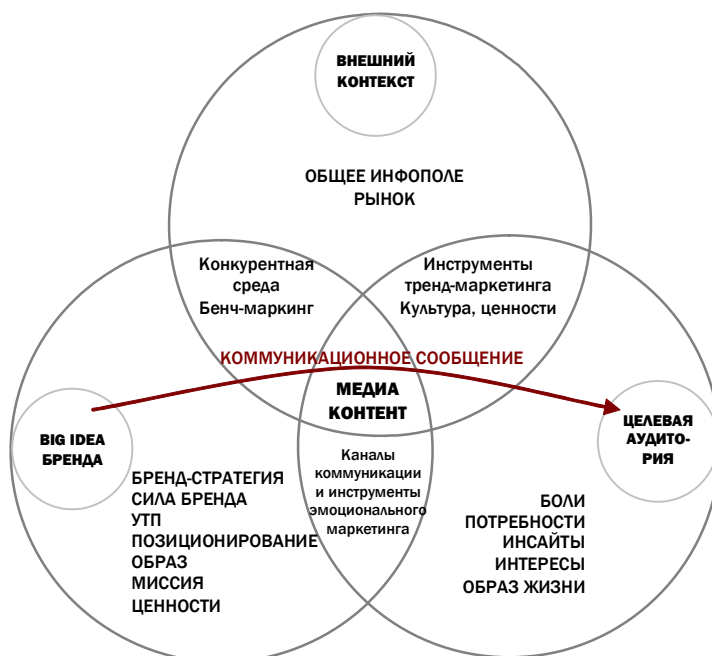 ВНЕШНИЙ
КОНТЕКСТ
ОБЩЕЕ ИНФОПОЛЕ
РЫНОК
Конкурентная
среда
Бенч-маркинг
Инструменты
тренд-маркетинга
Культура, ценности
КОММУНИКАЦИОННОЕ СООБЩЕНИЕ
МЕДИА
КОНТЕНТ
BIG IDEA
БРЕНДА
ЦЕЛЕВАЯ
АУДИТО-
РИЯ
Каналы
коммуникации
и инструменты
эмоционального
маркетинга
БРЕНД-СТРАТЕГИЯ
СИЛА БРЕНДА
УТП
ПОЗИЦИОНИРОВАНИЕ
ОБРАЗ
МИССИЯ
ЦЕННОСТИ
БОЛИ
ПОТРЕБНОСТИ
ИНСАЙТЫ
ИНТЕРЕСЫ
ОБРАЗ ЖИЗНИ